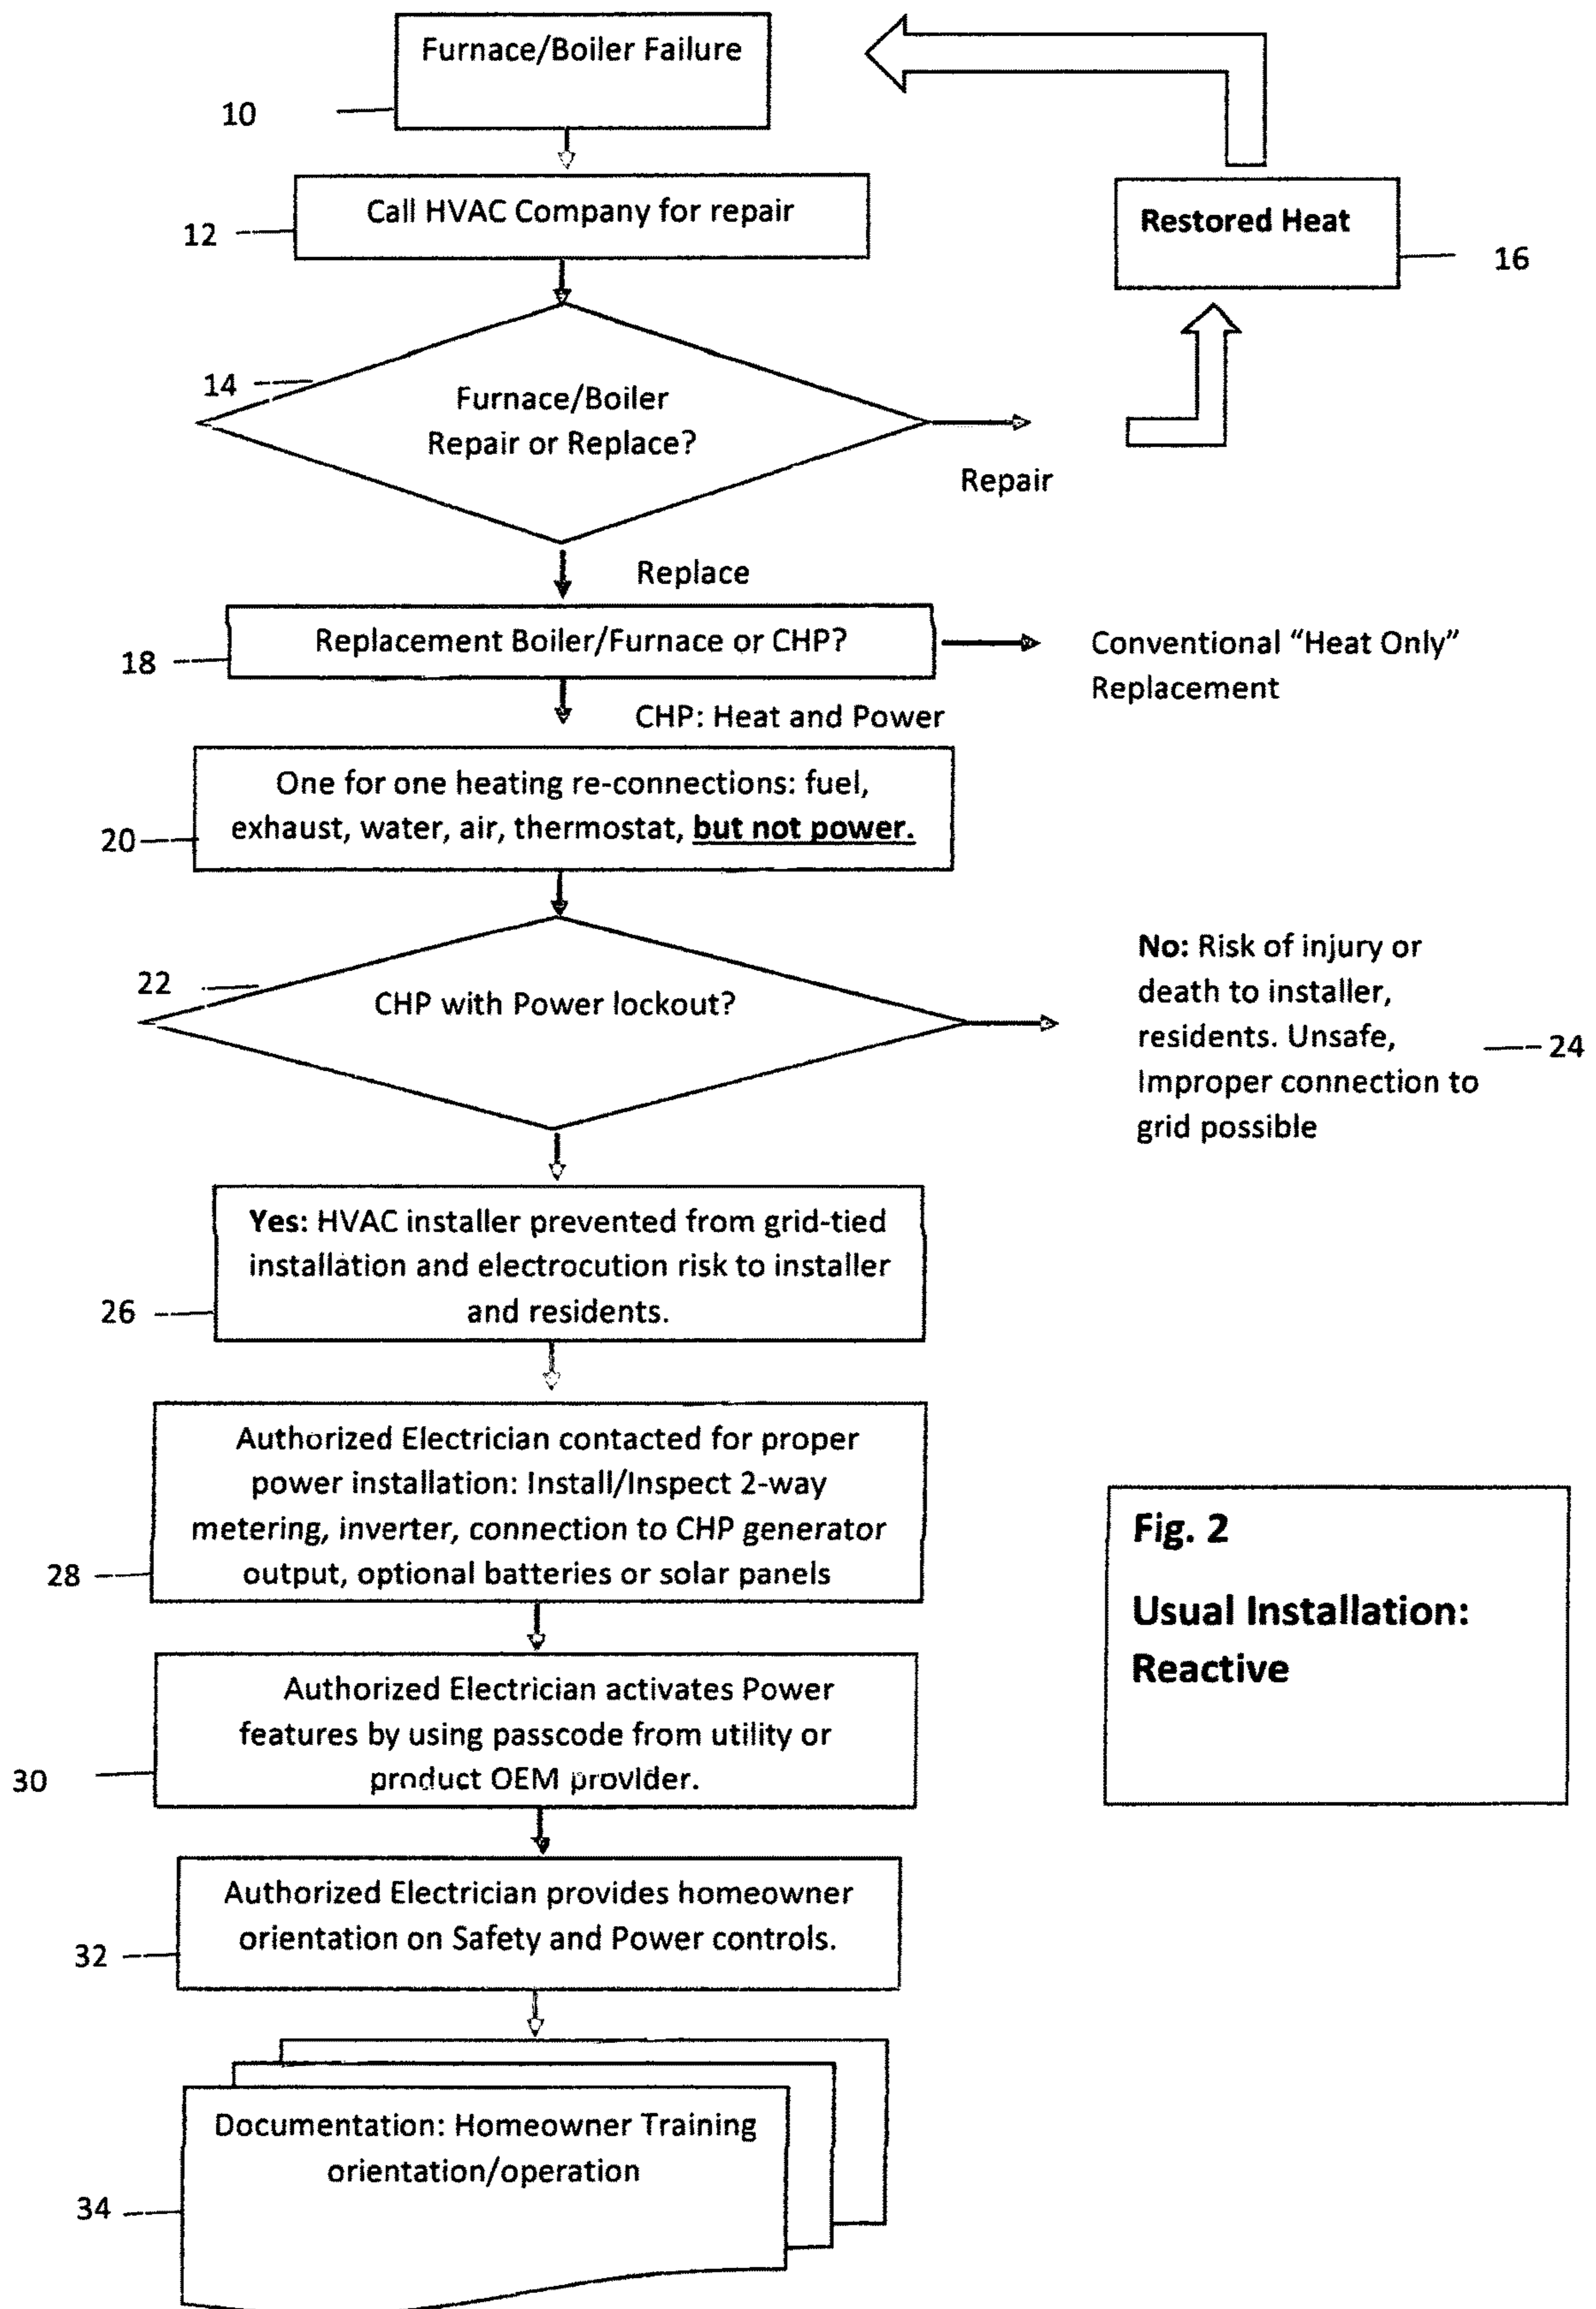 Furnace/Boiler Failure
10
Call HVAC Company for repair
12
Restored Heat
16
14
Furnace/Boiler
Repair or Replace?
Repair
Replace
Replacement Boiler/Furnace or CHP?
18
Conventional “Heat Only”
Replacement
CHP: Heat and Power
One for one heating re-connections: fuel,
exhaust, water, air, thermostat, but not power.
20
22
CHP with Power lockout?
No: Risk of injury or
death to installer,
residents. Unsafe,
Improper connection to
grid possible
24
Yes: HVAC installer prevented from grid-tied
installation and electrocution risk to installer
and residents.
26
Authorized Electrician contacted for proper
power installation: Install/Inspect 2-way
metering, inverter, connection to CHP generator
output, optional batteries or solar panels
28
Fig. 2
Usual Installation:
Reactive
Authorized Electrician activates Power
features by using passcode from utility or
product OEM provider.
30
Authorized Electrician provides homeowner
orientation on Safety and Power controls.
32
Documentation: Homeowner Training
orientation/operation
34